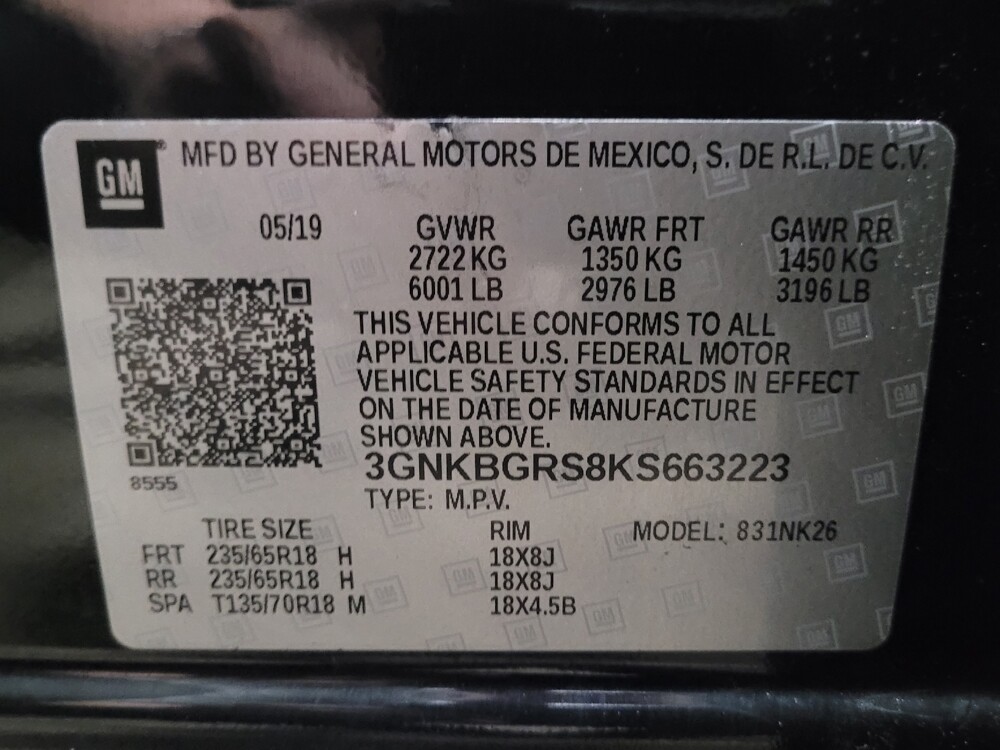 GM MFD BY GENERAL MOTORS DE MEXICO, S. DE R.L. DE C.V.
05/19 GVWR GAWR FRT GAWR RR
2722 KG 1350 KG 1450 KG
6001 LB 2976 LB 3196 LB
THIS VEHICLE CONFORMS TO ALL
APPLICABLE U.S. FEDERAL MOTOR
VEHICLE SAFETY STANDARDS IN EFFECT
ON THE DATE OF MANUFACTURE
SHOWN ABOVE.
3GNKBGRS8KS663223
8555
TYPE: M.P.V.
TIRE SIZE RIM MODEL: 831NK26
FRT 235/65R18 H 18X8J
RR 235/65R18 H 18X8J
SPA T135/70R18 M 18X4.5B